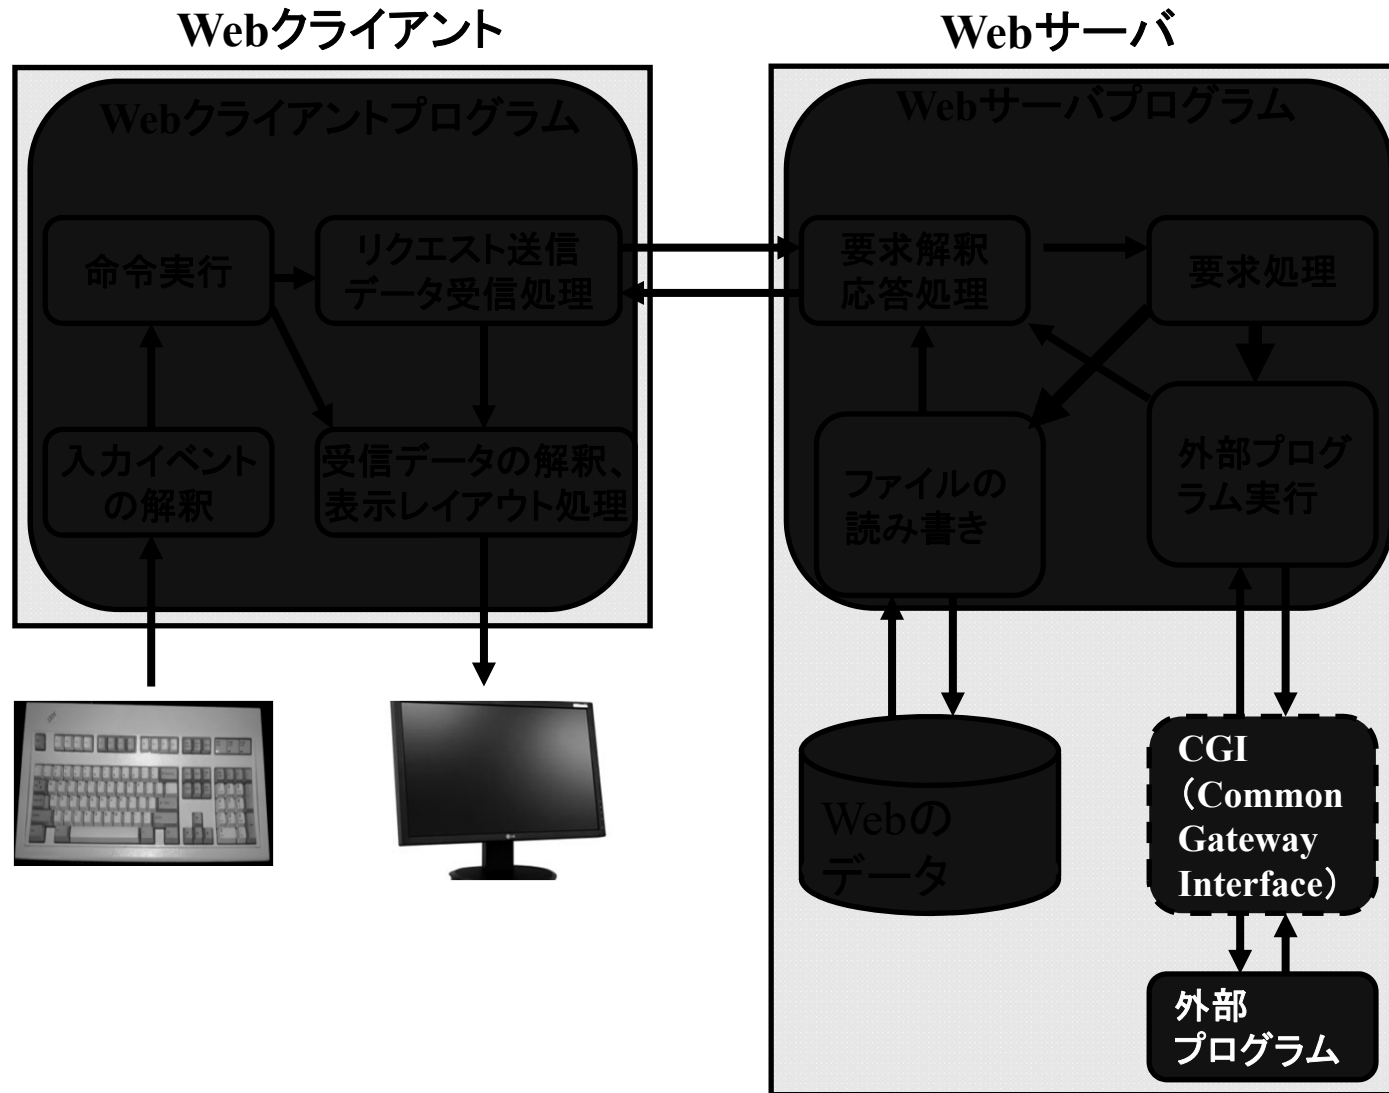 Webクライアント
Webクライアントプログラム
命令実行
リクエスト送信
データ受信処理
入力イベント
の解釈
受信データの解釈、
表示レイアウト処理
Webサーバ
Webサーバプログラム
要求解釈
応答処理
要求処理
ファイルの
読み書き
外部プログ
ラム実行
Webの
データ
CGI
（Common
Gateway
Interface）
外部
プログラム